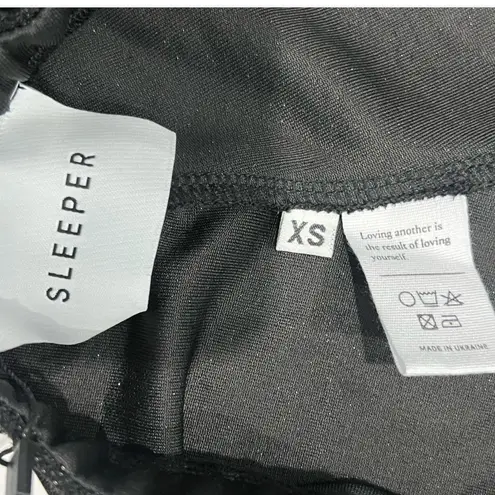 SLEEPER
XS
Loving another is
the result of loving
yourself.
MADE IN UKRAINE